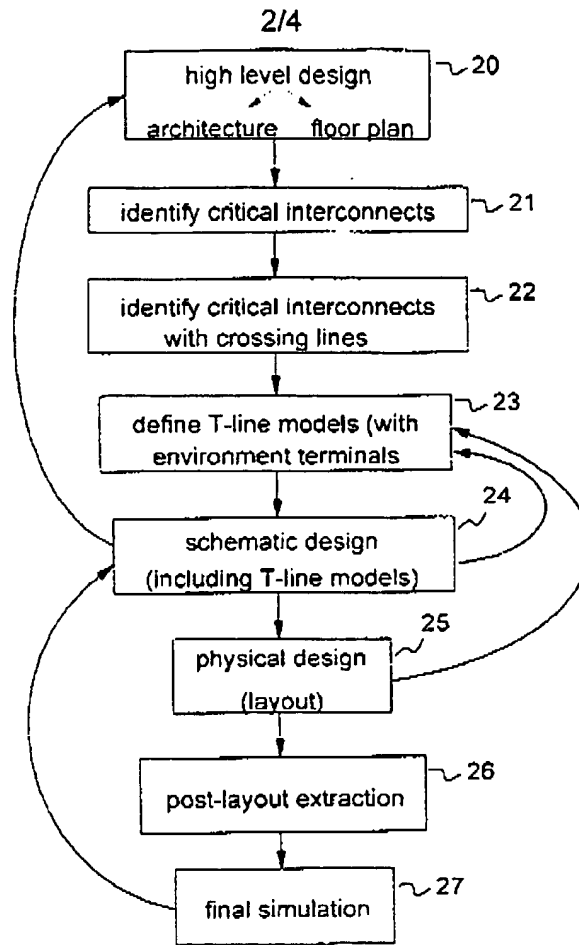 2/4
20
high level design
architecture floor plan
21
identify critical interconnects
22
identify critical interconnects
with crossing lines
23
define T-line models (with
environment terminals
24
schematic design
(including T-line models)
25
physical design
(layout)
26
post-layout extraction
27
final simulation